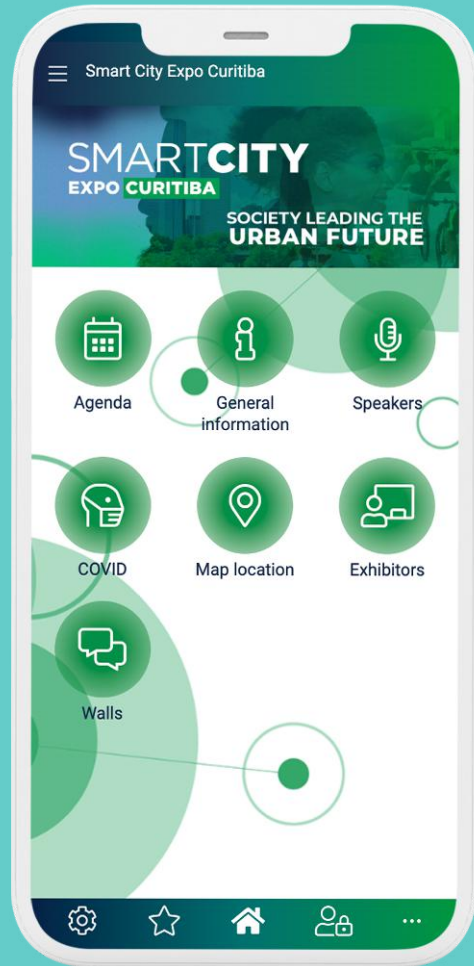 Smart City Expo Curitiba
SMARTCITY
EXPO CURITIBA
SOCIETY LEADING THE
URBAN FUTURE
Agenda
General
information
Speakers
COVID
Map location
Exhibitors
Walls